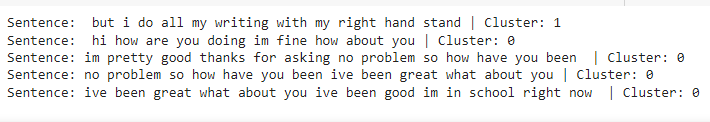 Sentence:  but i do all my writing with my right hand stand | Cluster: 1
Sentence:  hi how are you doing im fine how about you | Cluster: 0
Sentence: im pretty good thanks for asking no problem so how have you been  | Cluster: 0
Sentence: no problem so how have you been ive been great what about you | Cluster: 0
Sentence: ive been great what about you ive been good im in school right now  | Cluster: 0